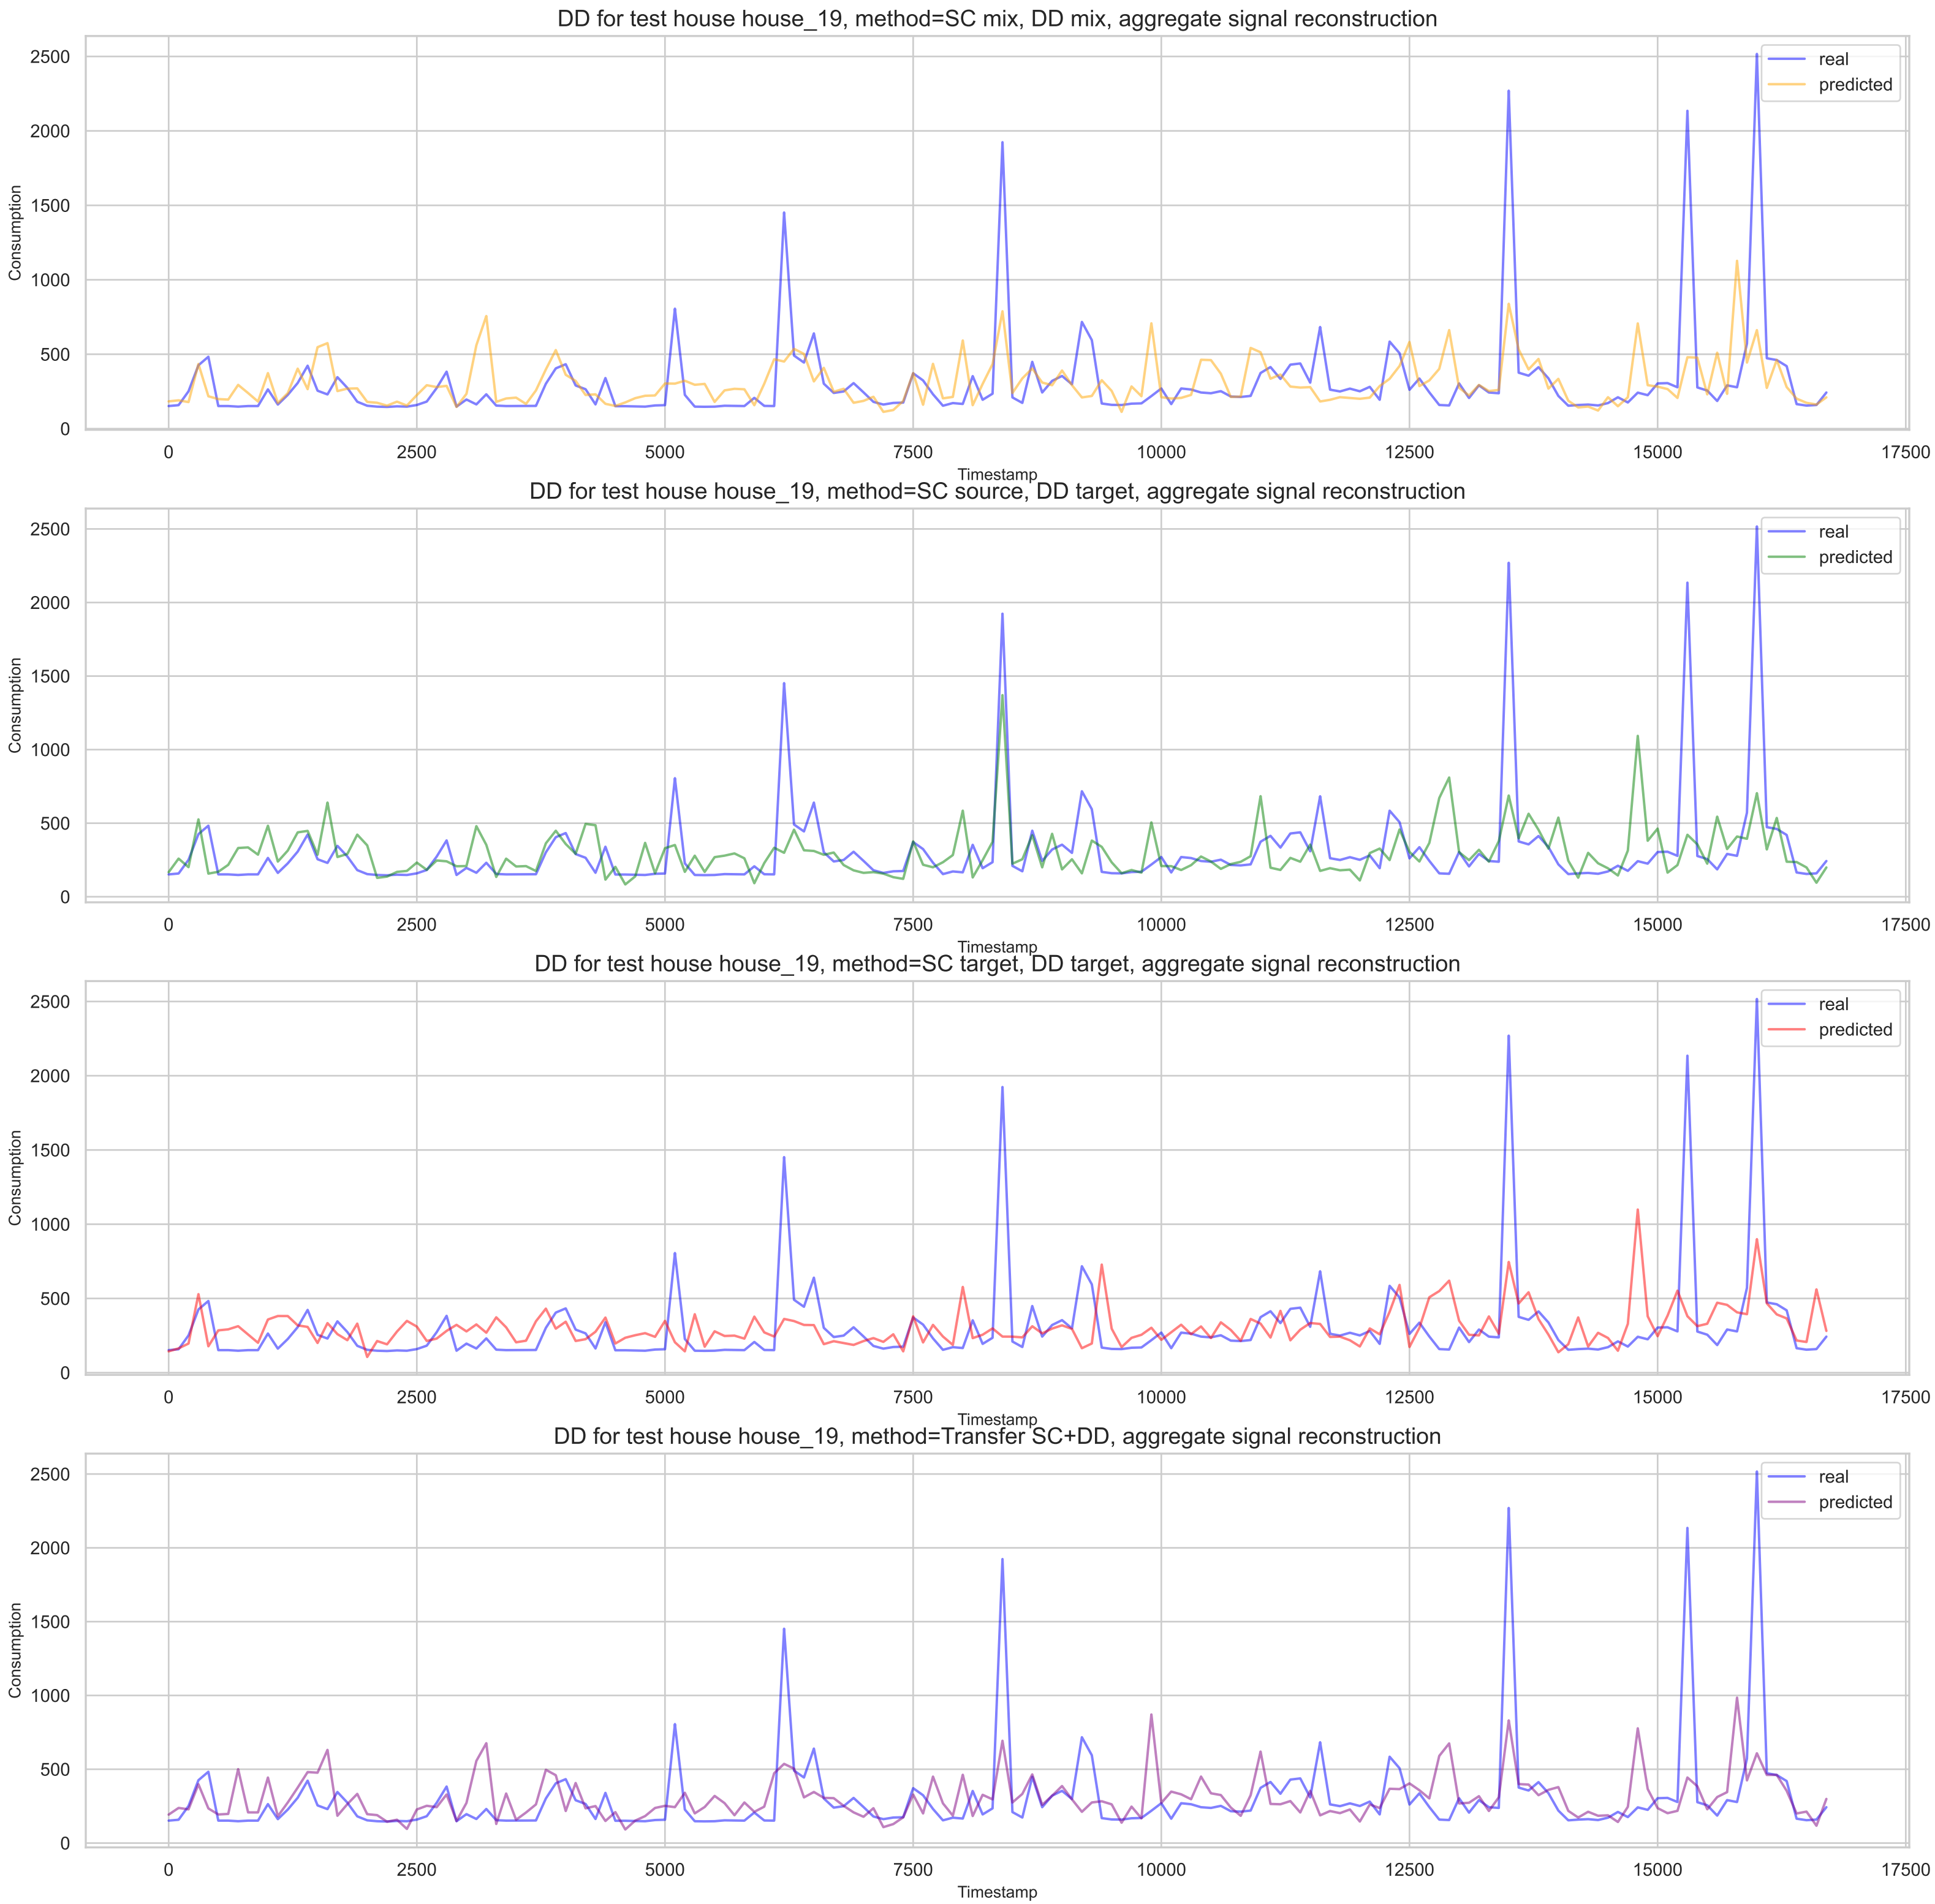 DD for test house house_19, method=SC mix, DD mix, aggregate signal reconstruction
2500
2000
1500
1000
500
0
Consumption
real
predicted
0 2500 5000 7500 10000 12500 15000 17500
Timestamp
DD for test house house_19, method=SC source, DD target, aggregate signal reconstruction
2500
2000
1500
1000
500
0
Consumption
real
predicted
0 2500 5000 7500 10000 12500 15000 17500
Timestamp
DD for test house house_19, method=SC target, DD target, aggregate signal reconstruction
2500
2000
1500
1000
500
0
Consumption
real
predicted
0 2500 5000 7500 10000 12500 15000 17500
Timestamp
DD for test house house_19, method=Transfer SC+DD, aggregate signal reconstruction
2500
2000
1500
1000
500
0
Consumption
real
predicted
0 2500 5000 7500 10000 12500 15000 17500
Timestamp